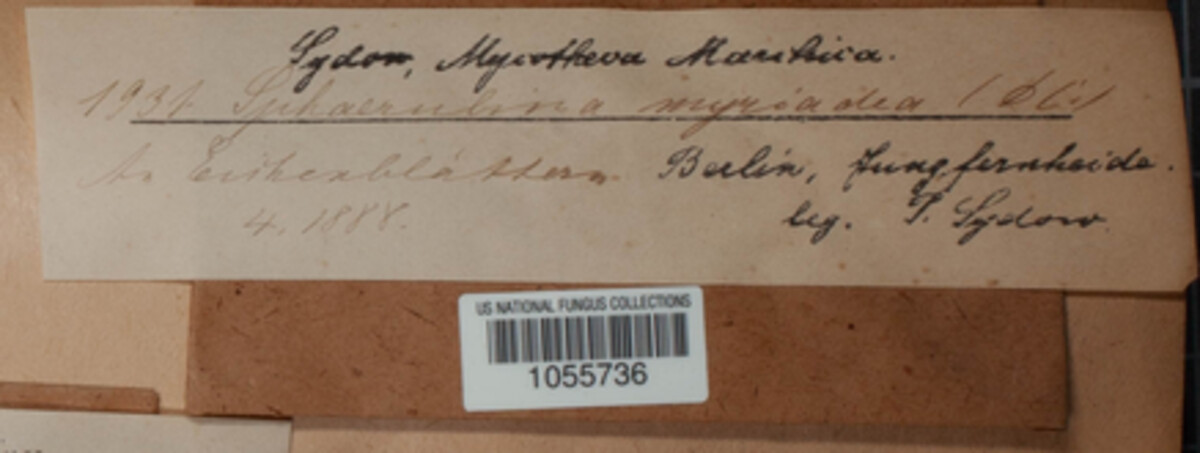 Sydow, Mycotheca Marchica.
1931. Sphaerulina myriadea (DC.)
An Eichenblättern Berlin, Jungfernheide.
4. 1888. leg. P. Sydow.
US NATIONAL FUNGUS COLLECTIONS
1055736